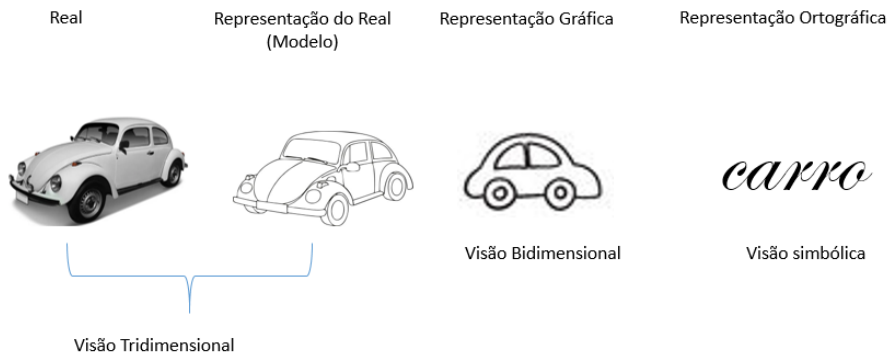 Real
Representação do Real
(Modelo)
Representação Gráfica
Representação Ortográfica
carro
Visão Bidimensional
Visão simbólica
Visão Tridimensional